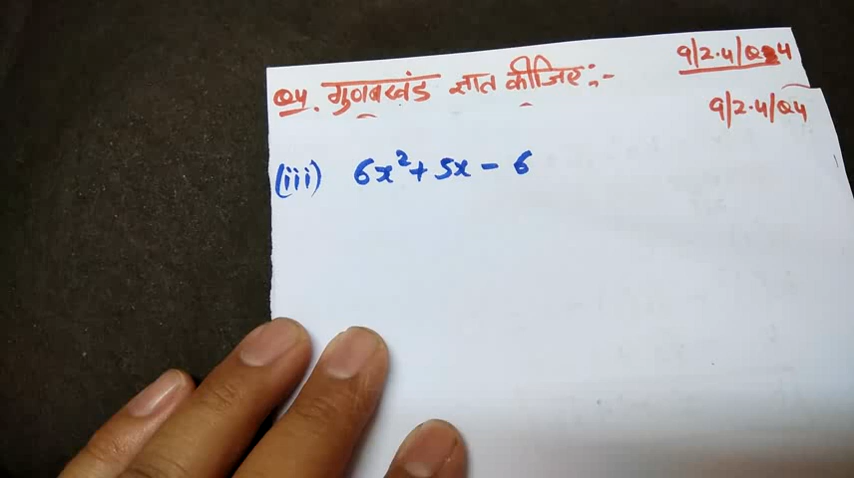 9/2.4/Q4
Q4. गुणनखंड ज्ञात कीजिए:-
9/2.4/Q4
(iii) 6x² + 5x - 6